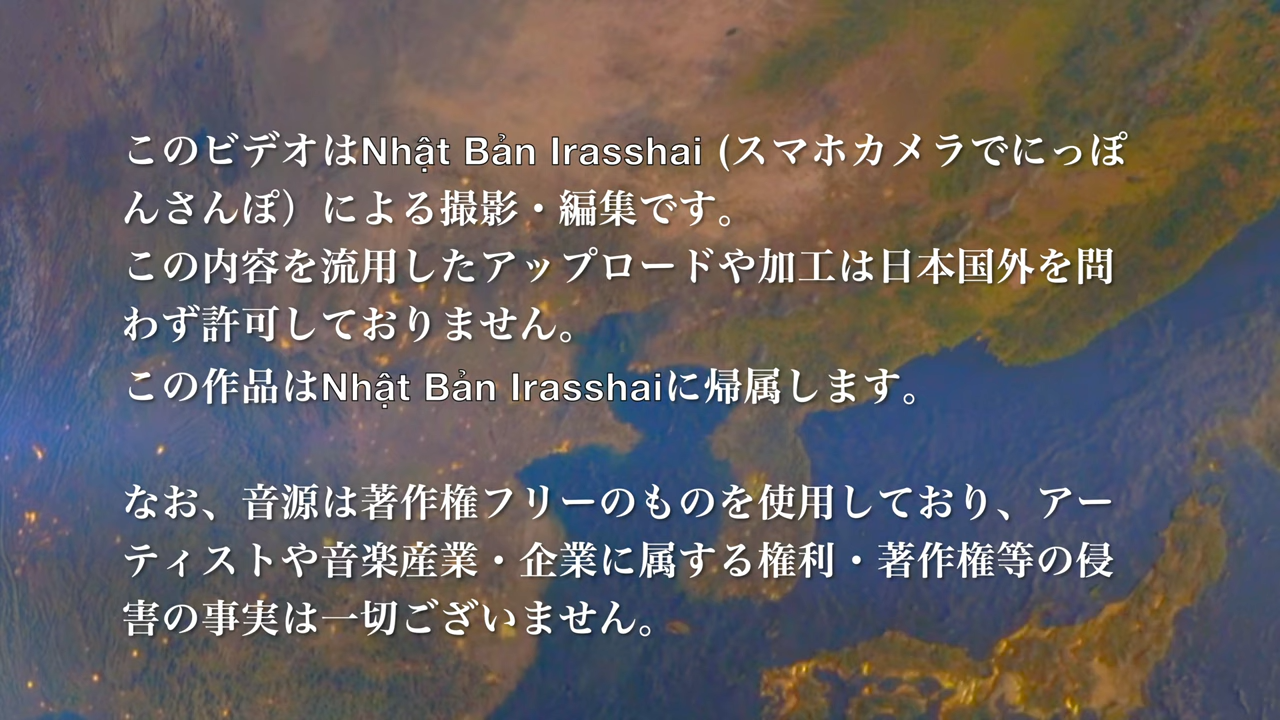 このビデオはNhật Bản Irasshai (スマホカメラでにっぽ
んさんぽ）による撮影・編集です。
この内容を流用したアップロードや加工は日本国外を問
わず許可しておりません。
この作品はNhật Bản Irasshaiに帰属します。
なお、音源は著作権フリーのものを使用しており、アー
ティストや音楽産業・企業に属する権利・著作権等の侵
害の事実は一切ございません。